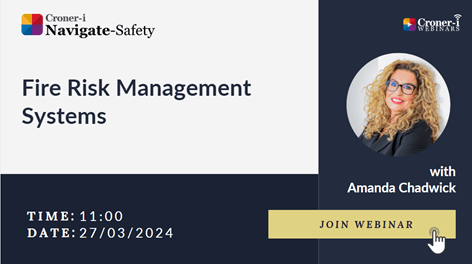 Croner-i
Navigate-Safety
Croner-i
WEBINARS
Fire Risk Management
Systems
with
Amanda Chadwick
TIME: 11:00
DATE: 27/03/2024
JOIN WEBINAR